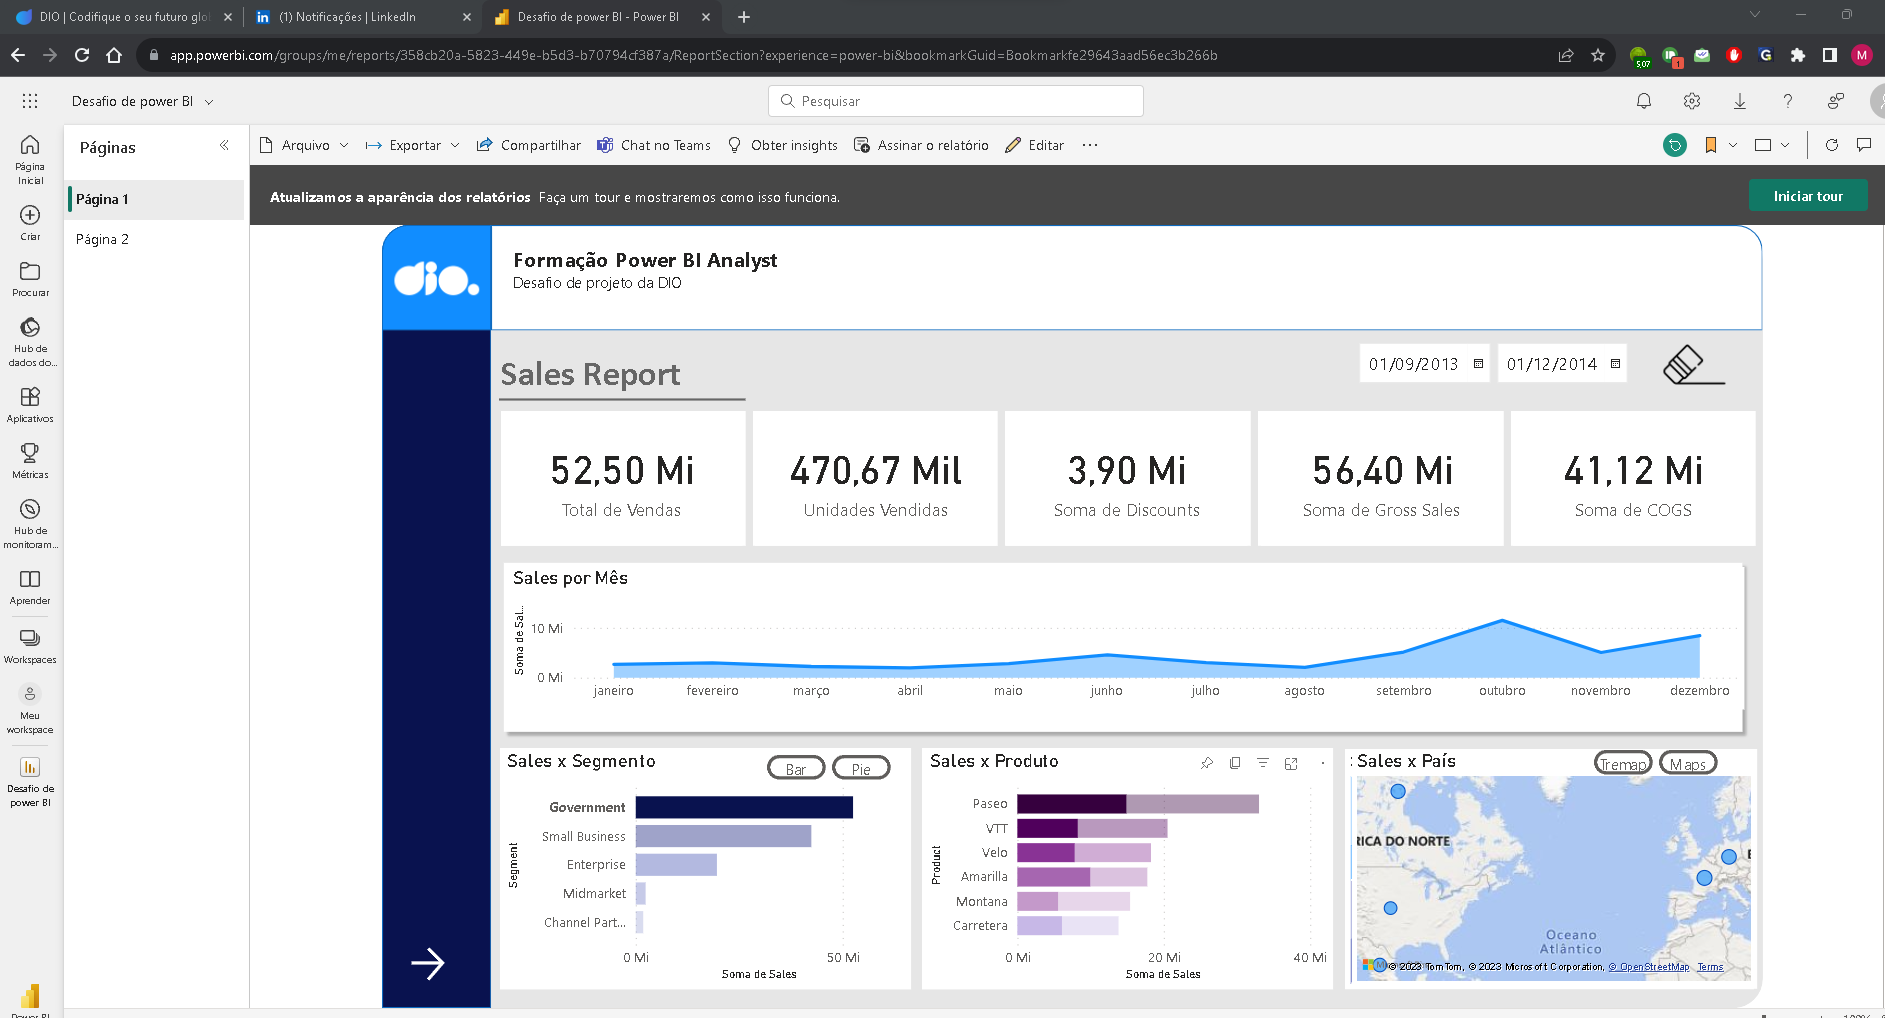 DIO | Codifique o seu futuro glo
(1) Notificações | LinkedIn
Desafio de power BI - Power BI
app.powerbi.com/groups/me/reports/358cb20a-5823-449e-b5d3-b70794cf387a/ReportSection?experience=power-bi&bookmarkGuid=Bookmarkfe29643aad56ec3b266b
5,07
1
G
M
Desafio de power BI
Pesquisar
Páginas
Arquivo
Exportar
Compartilhar
Chat no Teams
Obter insights
Assinar o relatório
Editar
Página
Inicial
Criar
Procurar
Hub de
dados do...
Aplicativos
Métricas
Hub de
monitoram...
Aprender
Workspaces
Meu
workspace
Desafio de
power BI
Power BI
Página 1
Página 2
Atualizamos a aparência dos relatórios Faça um tour e mostraremos como isso funciona.
Iniciar tour
dio.
Formação Power BI Analyst
Desafio de projeto da DIO
Sales Report
01/09/2013
01/12/2014
52,50 Mi
Total de Vendas
470,67 Mil
Unidades Vendidas
3,90 Mi
Soma de Discounts
56,40 Mi
Soma de Gross Sales
41,12 Mi
Soma de COGS
Sales por Mês
Soma de Sal...
10 Mi
0 Mi
janeiro fevereiro março abril maio junho julho agosto setembro outubro novembro dezembro
Sales x Segmento
Bar
Pie
Segment
Government
Small Business
Enterprise
Midmarket
Channel Part...
0 Mi 50 Mi
Soma de Sales
Sales x Produto
Product
Paseo
VTT
Velo
Amarilla
Montana
Carretera
0 Mi 20 Mi 40 Mi
Soma de Sales
Sales x País
Tremap
Maps
RICA DO NORTE
E
Oceano
Atlântico
© 2023 TomTom, © 2023 Microsoft Corporation, © OpenStreetMap Terms